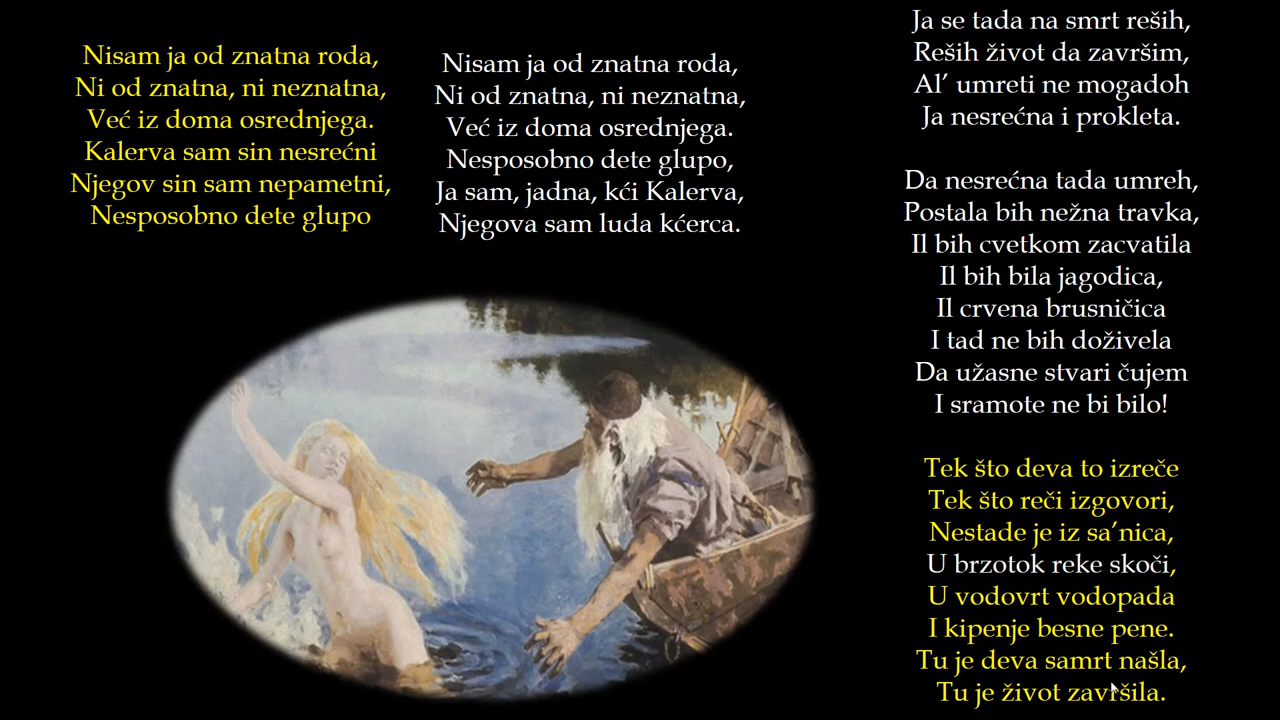 Nisam ja od znatna roda,
Ni od znatna, ni neznatna,
Već iz doma osrednjega.
Kalerva sam sin nesrećni
Njegov sin sam nepametni,
Nesposobno dete glupo
Nisam ja od znatna roda,
Ni od znatna, ni neznatna,
Već iz doma osrednjega.
Nesposobno dete glupo,
Ja sam, jadna, kći Kalerva,
Njegova sam luda kćerca.
Ja se tada na smrt reših,
Reših život da završim,
Al’ umreti ne mogadoh
Ja nesrećna i prokleta.
Da nesrećna tada umreh,
Postala bih nežna travka,
Il bih cvetkom zacvatila
Il bih bila jagodica,
Il crvena brusničica
I tad ne bih doživela
Da užasne stvari čujem
I sramote ne bi bilo!
Tek što deva to izreče
Tek što reči izgovori,
Nestade je iz sa’nica,
U brzotok reke skoči,
U vodovrt vodopada
I kipenje besne pene.
Tu je deva samrt našla,
Tu je život završila.